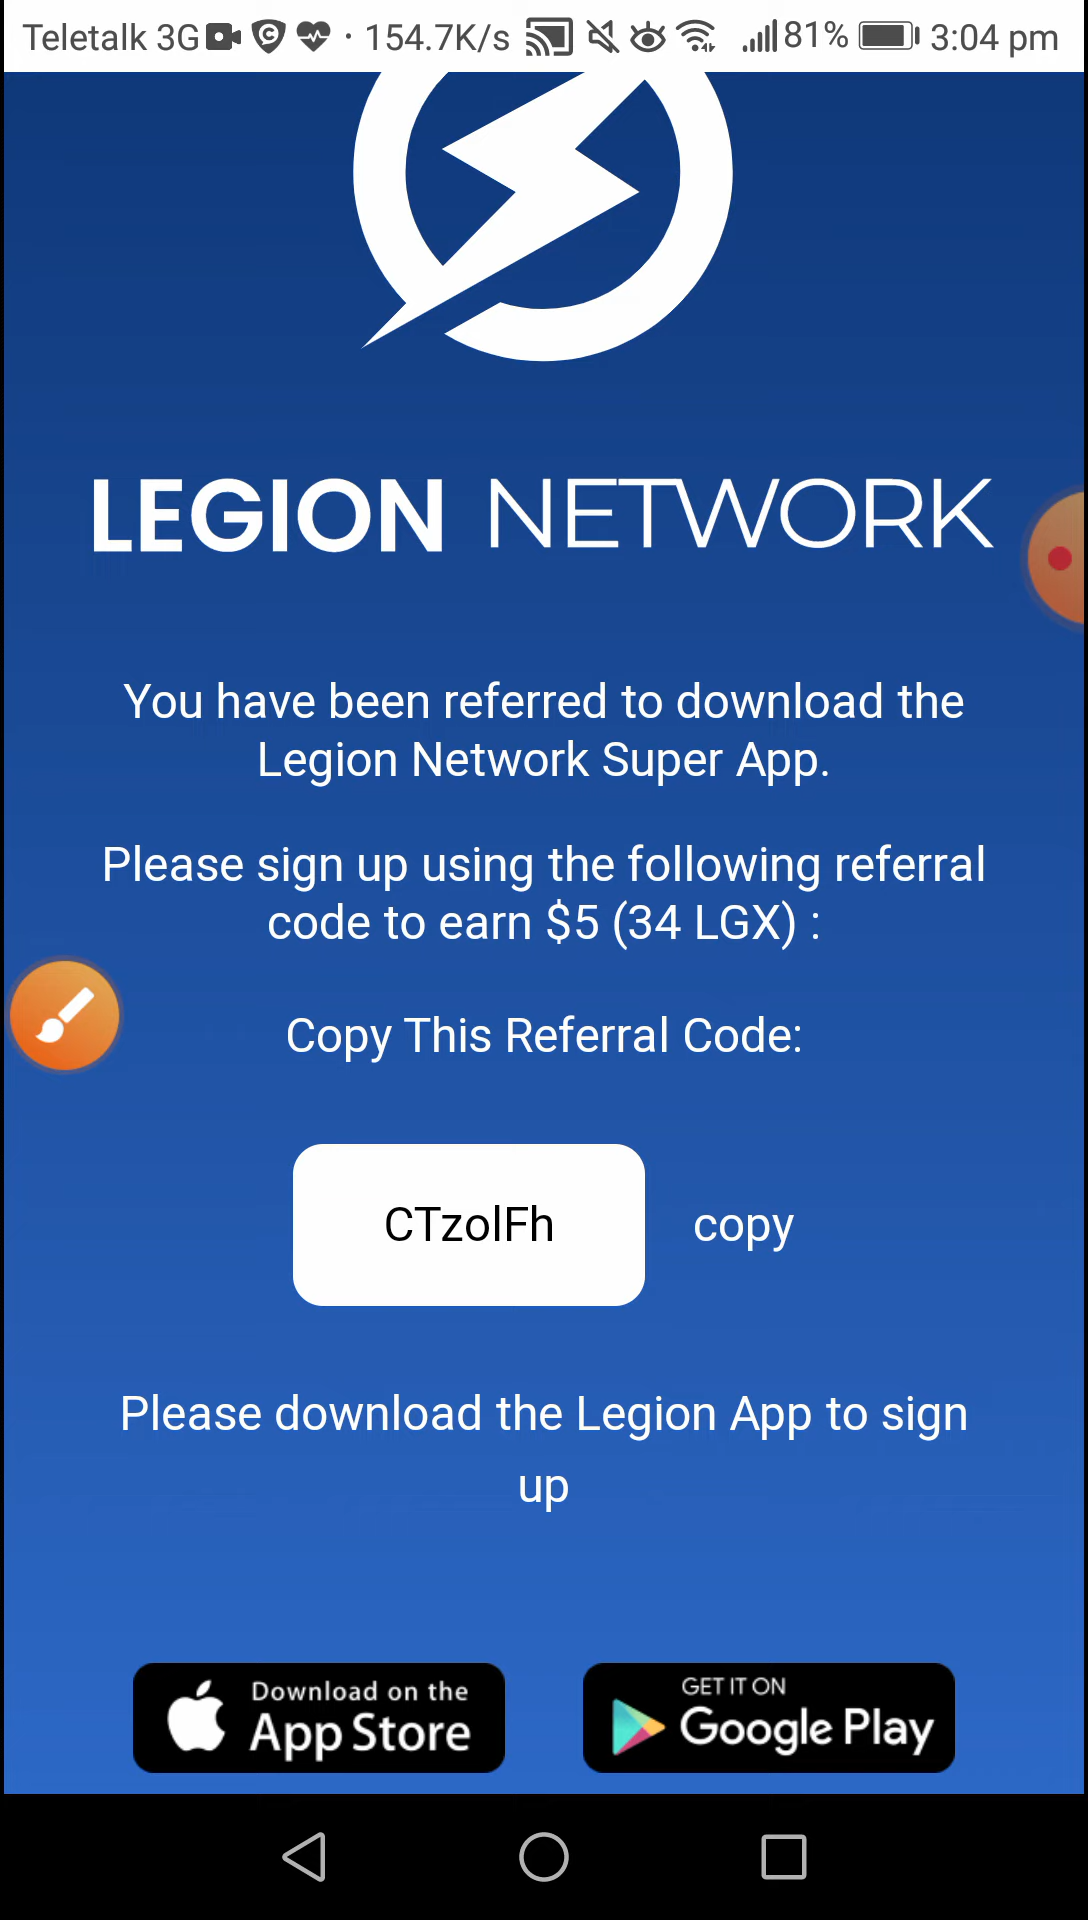 Teletalk 3G 154.7K/s 81% 3:04 pm
LEGION NETWORK
You have been referred to download the
Legion Network Super App.
Please sign up using the following referral
code to earn $5 (34 LGX) :
Copy This Referral Code:
CTzolFh copy
Please download the Legion App to sign
up
Download on the
App Store
GET IT ON
Google Play